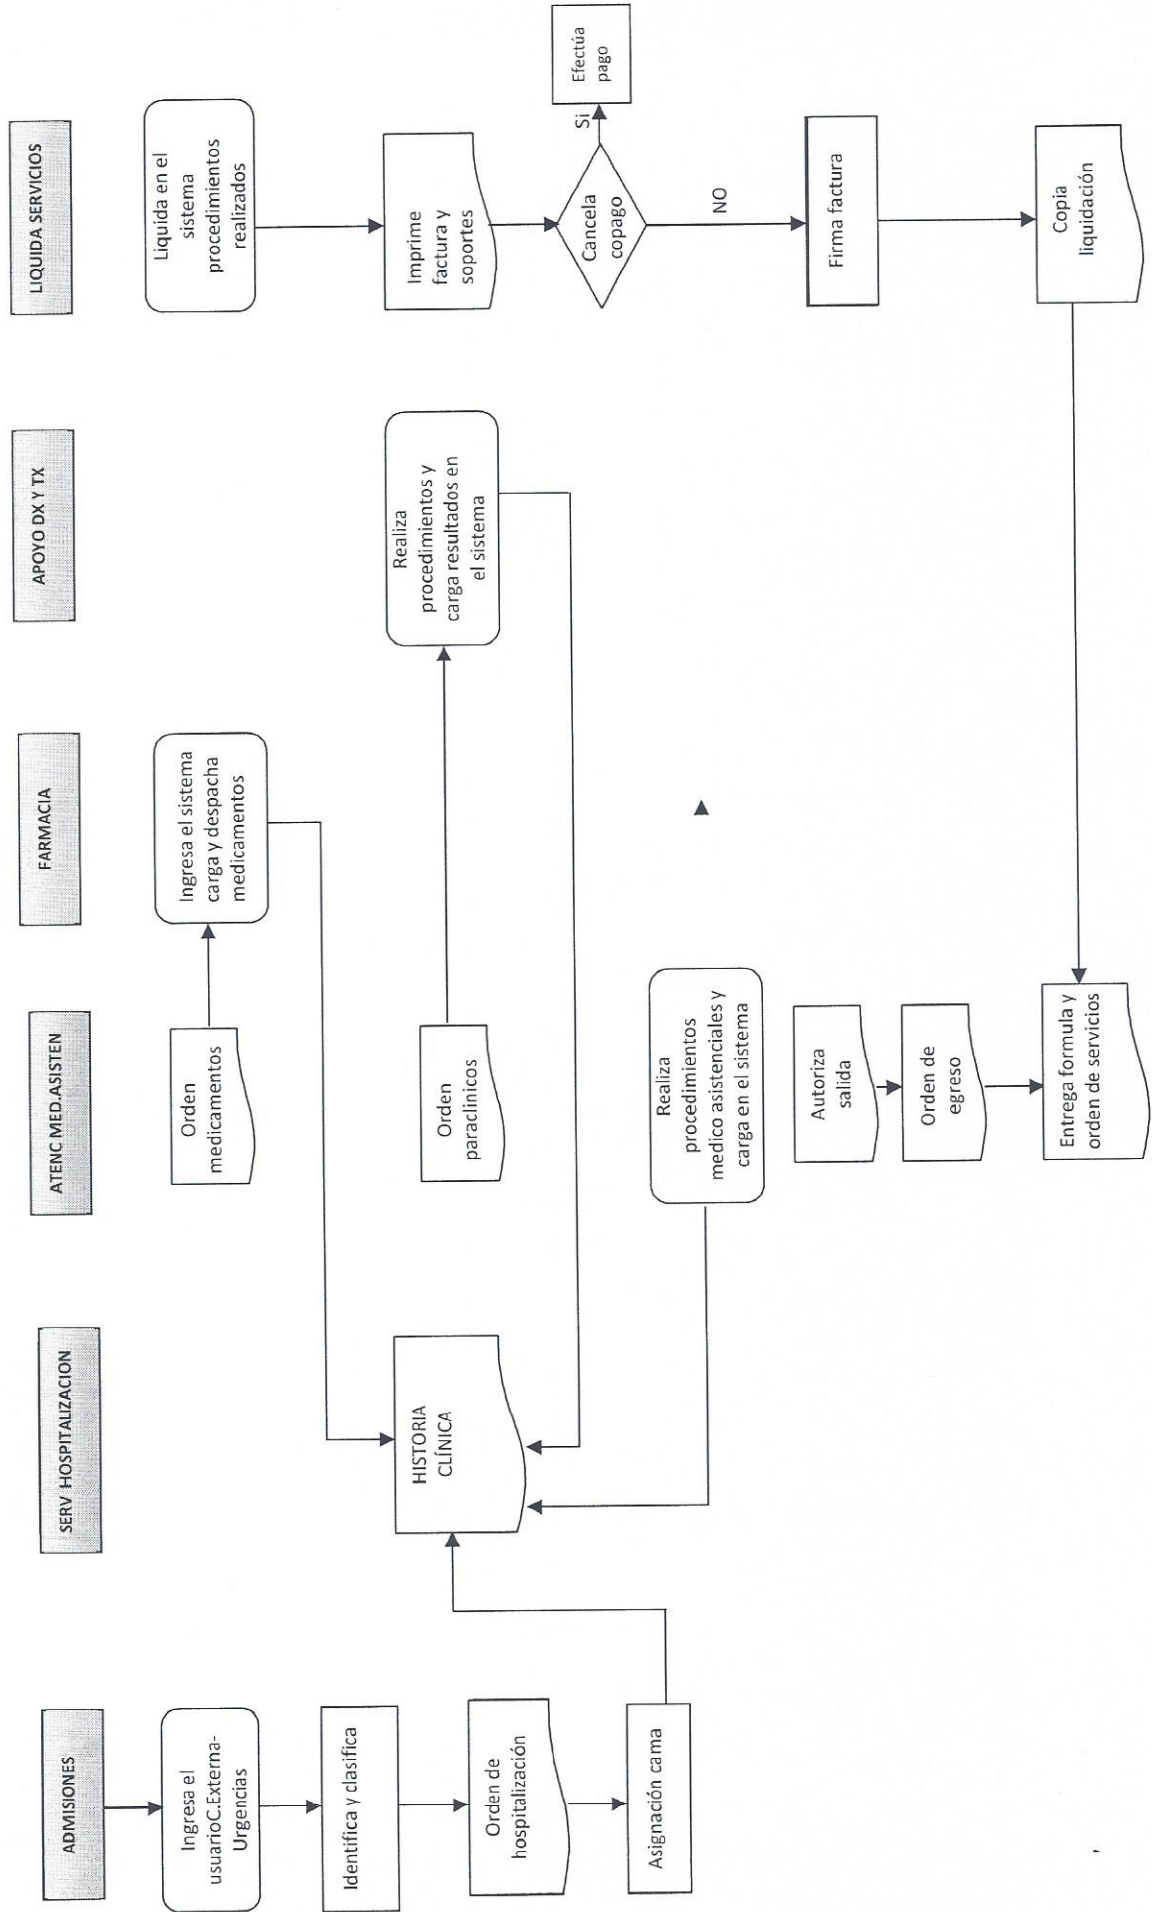 ADMISIONES
Ingresa el
usuarioC.Externa-
Urgencias
Identifica y clasifica
Orden de
hospitalización
Asignación cama
SERV HOSPITALIZACION
HISTORIA
CLÍNICA
ATENC MED.ASISTEN
Orden
medicamentos
Orden
paraclinicos
Realiza
procedimientos
medico asistenciales y
carga en el sistema
Autoriza
salida
Orden de
egreso
Entrega formula y
orden de servicios
FARMACIA
Ingresa el sistema
carga y despacha
medicamentos
APOYO DX Y TX
Realiza
procedimientos y
carga resultados en
el sistema
LIQUIDA SERVICIOS
Liquida en el
sistema
procedimientos
realizados
Imprime
factura y
soportes
Cancela
copago
Si
Efectúa
pago
NO
Firma factura
Copia
liquidación